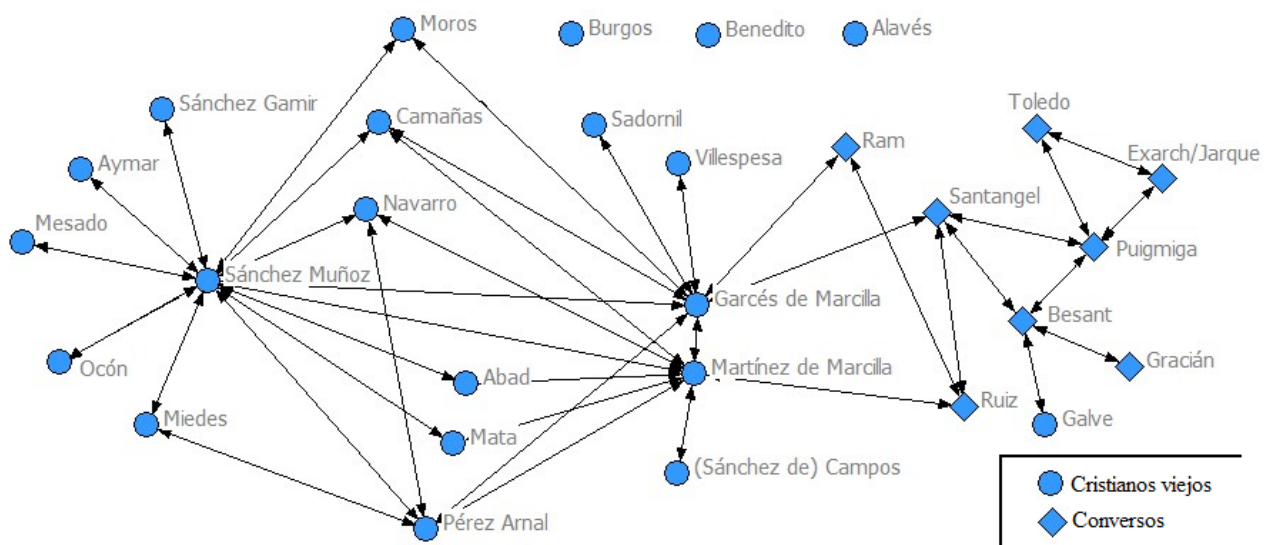 Moros
Burgos
Benedito
Alavés
Sánchez Gamir
Camañas
Sadornil
Toledo
Ram
Exarch/Jarque
Aymar
Villespesa
Navarro
Santangel
Mesado
Puigmiga
Sánchez Muñoz
Garcés de Marcilla
Besant
Ocón
Abad
Martínez de Marcilla
Gracián
Miedes
Mata
Ruiz
Galve
(Sánchez de) Campos
Pérez Arnal
Cristianos viejos
Conversos